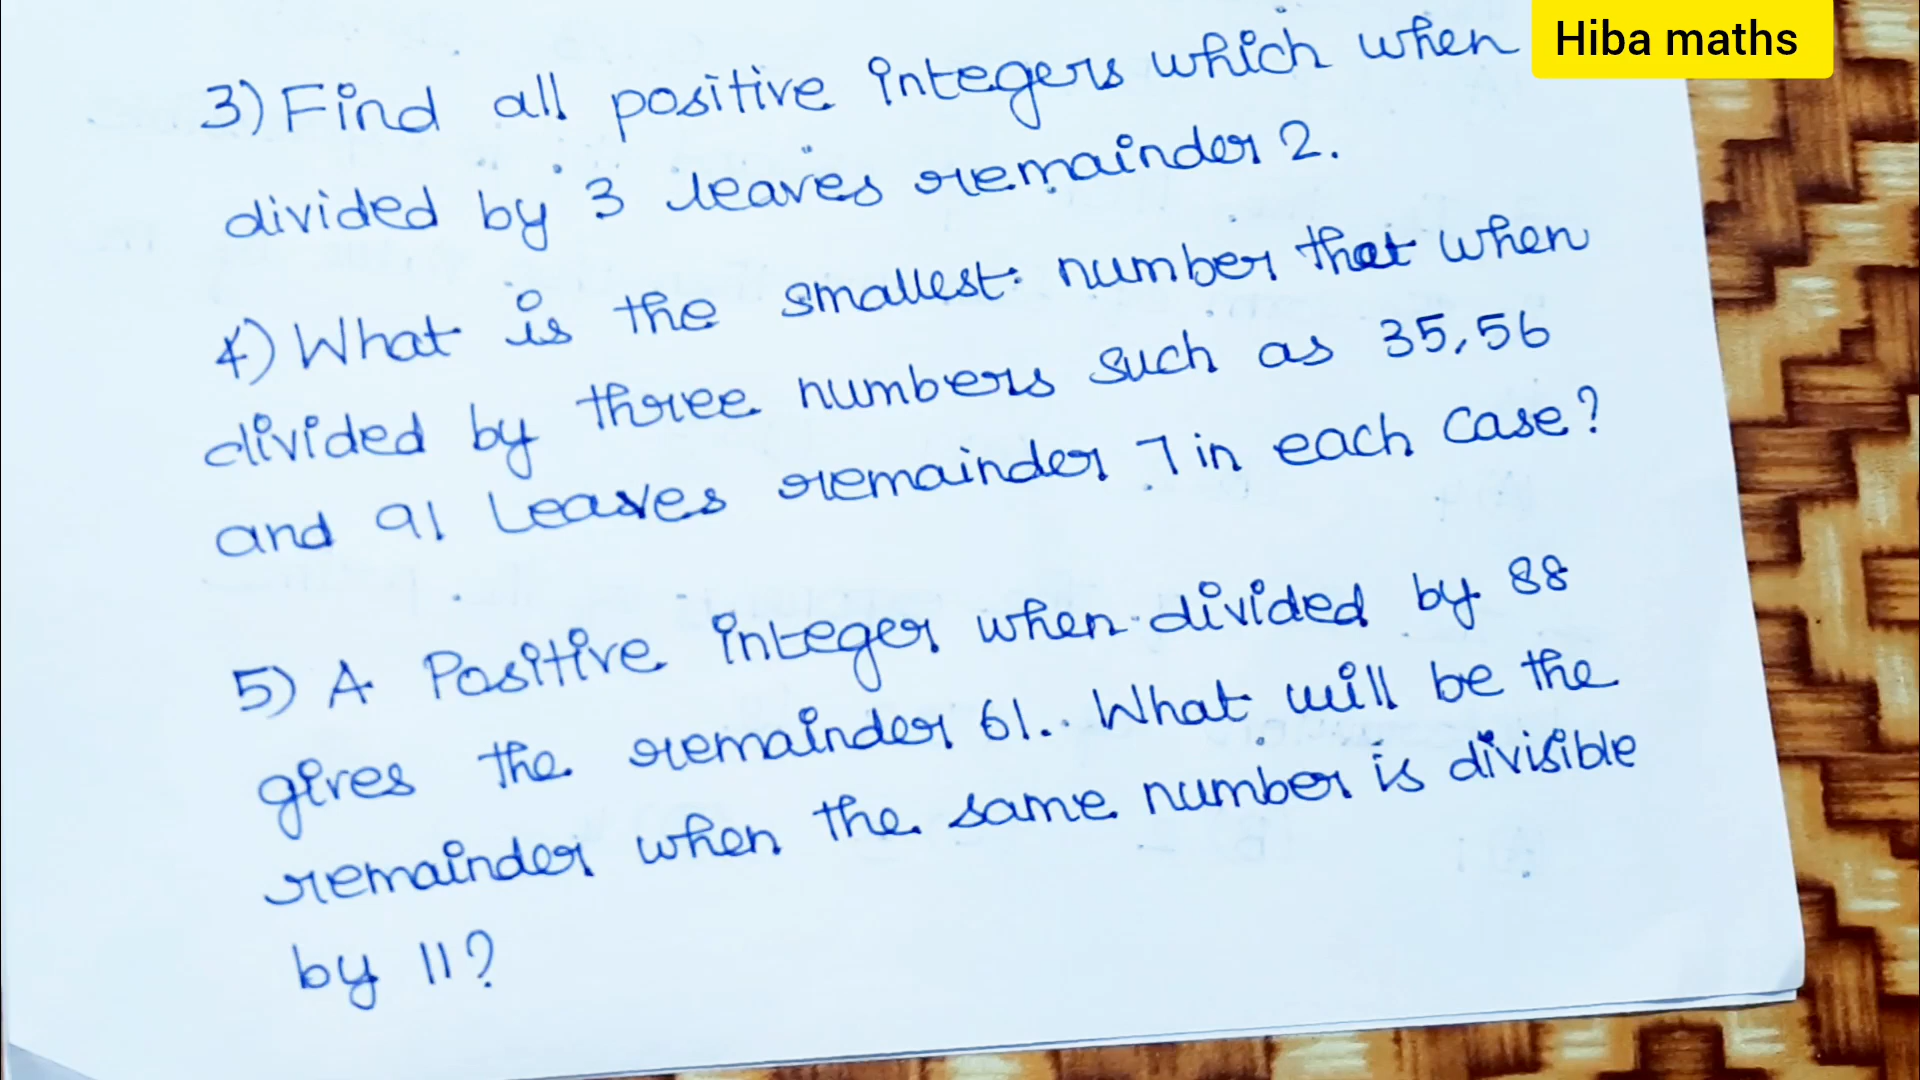 Hiba maths
3) Find all positive integers which when
divided by 3 leaves remainder 2.
4) What is the smallest number that when
divided by three numbers such as 35,56
and 91 Leaves remainder 7 in each case?
5) A Positive integer when divided by 88
gives the remainder 61. What will be the
remainder when the same number is divisible
by 11?